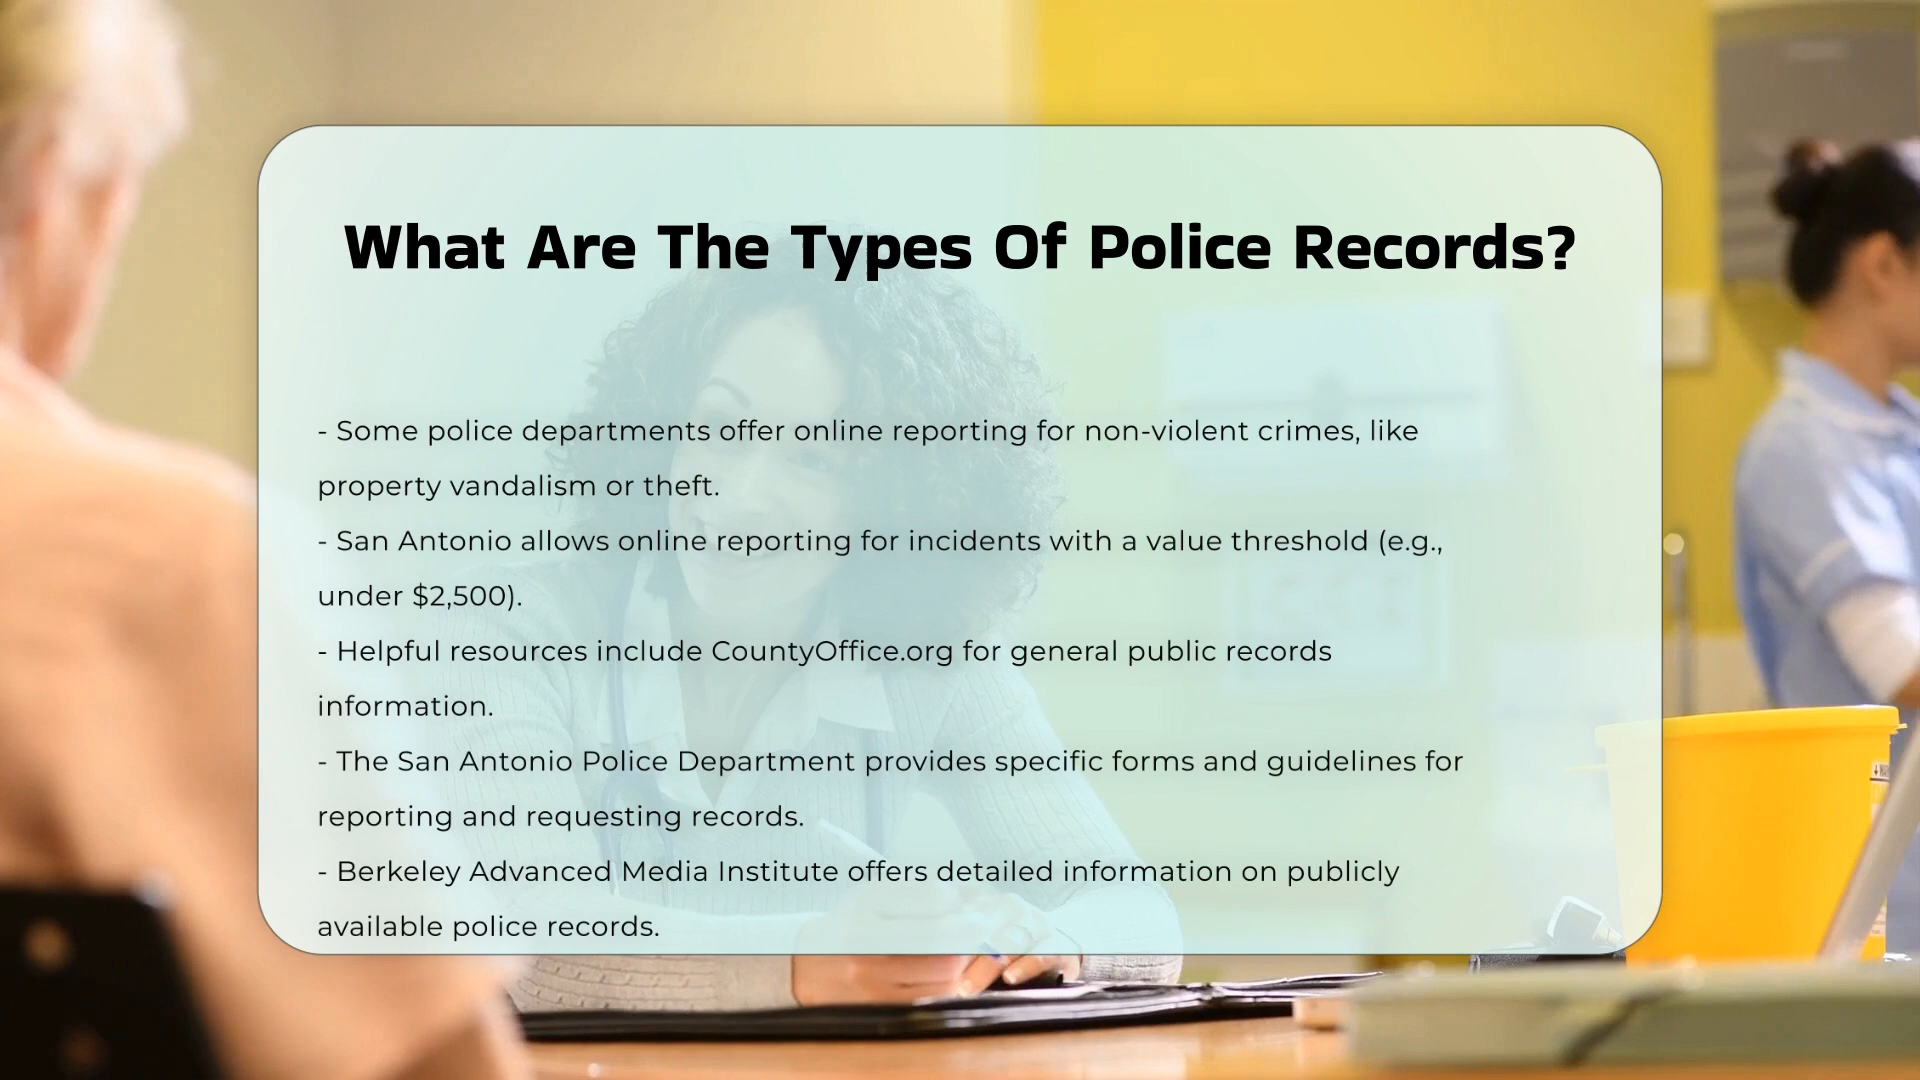 What Are The Types Of Police Records?
- Some police departments offer online reporting for non-violent crimes, like
property vandalism or theft.
- San Antonio allows online reporting for incidents with a value threshold (e.g.,
under $2,500).
- Helpful resources include CountyOffice.org for general public records
information.
- The San Antonio Police Department provides specific forms and guidelines for
reporting and requesting records.
- Berkeley Advanced Media Institute offers detailed information on publicly
available police records.